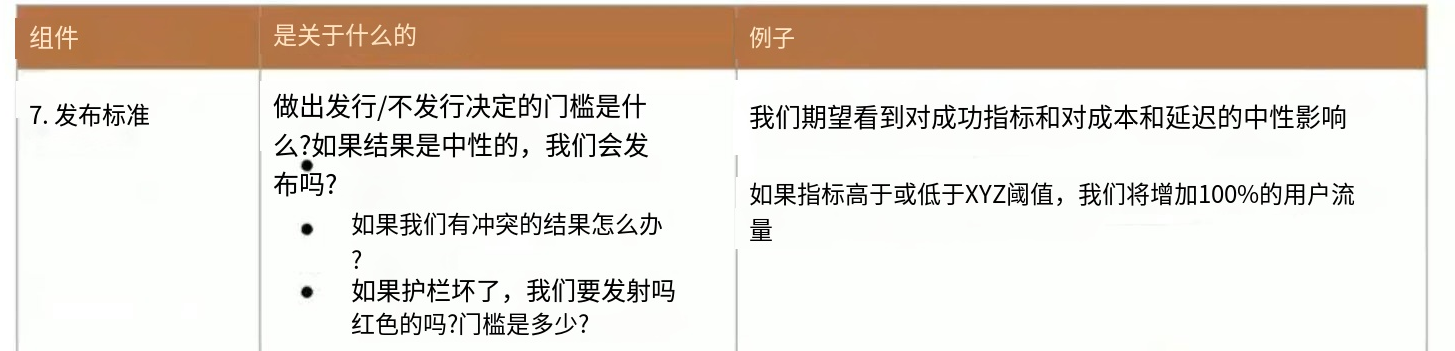 组件
是关于什么的
例子
7. 发布标准
做出发行/不发行决定的门槛是什
么?如果结果是中性的，我们会发
布吗?
如果我们有冲突的结果怎么办
?
如果护栏坏了，我们要发射吗
红色的吗?门槛是多少?
我们期望看到对成功指标和对成本和延迟的中性影响
如果指标高于或低于XYZ阈值，我们将增加100%的用户流
量